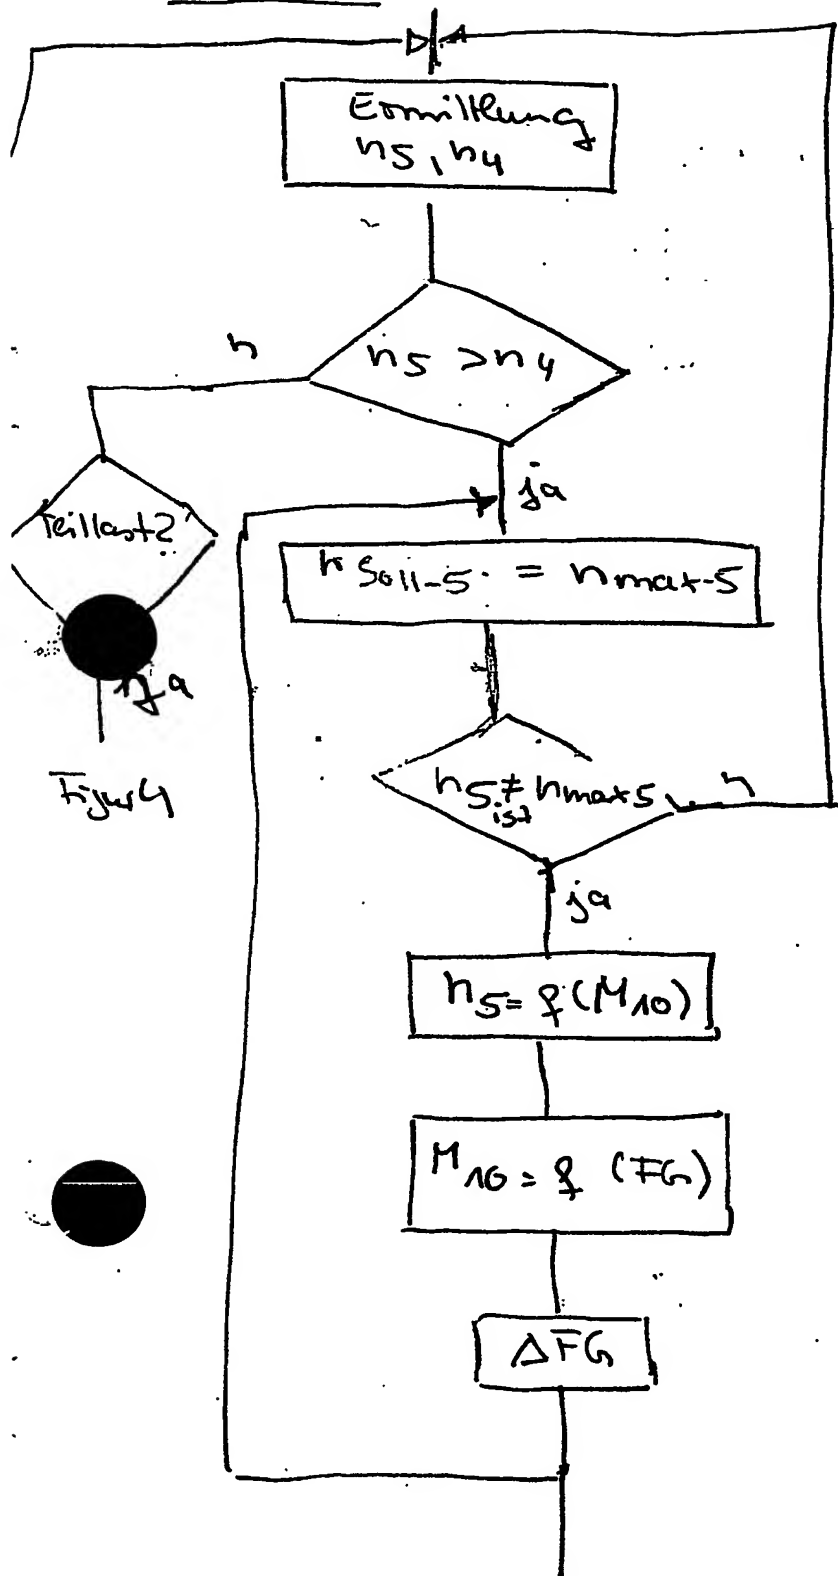 Ermittlung
n5, n4
n
n5 > n4
ja
Teillast?
n Soll-5 = nmax-5
ja
Figur 4
n5 ≠ nmax5
ist
n
ja
n5 = f (M10)
M10 = f (FG)
ΔFG